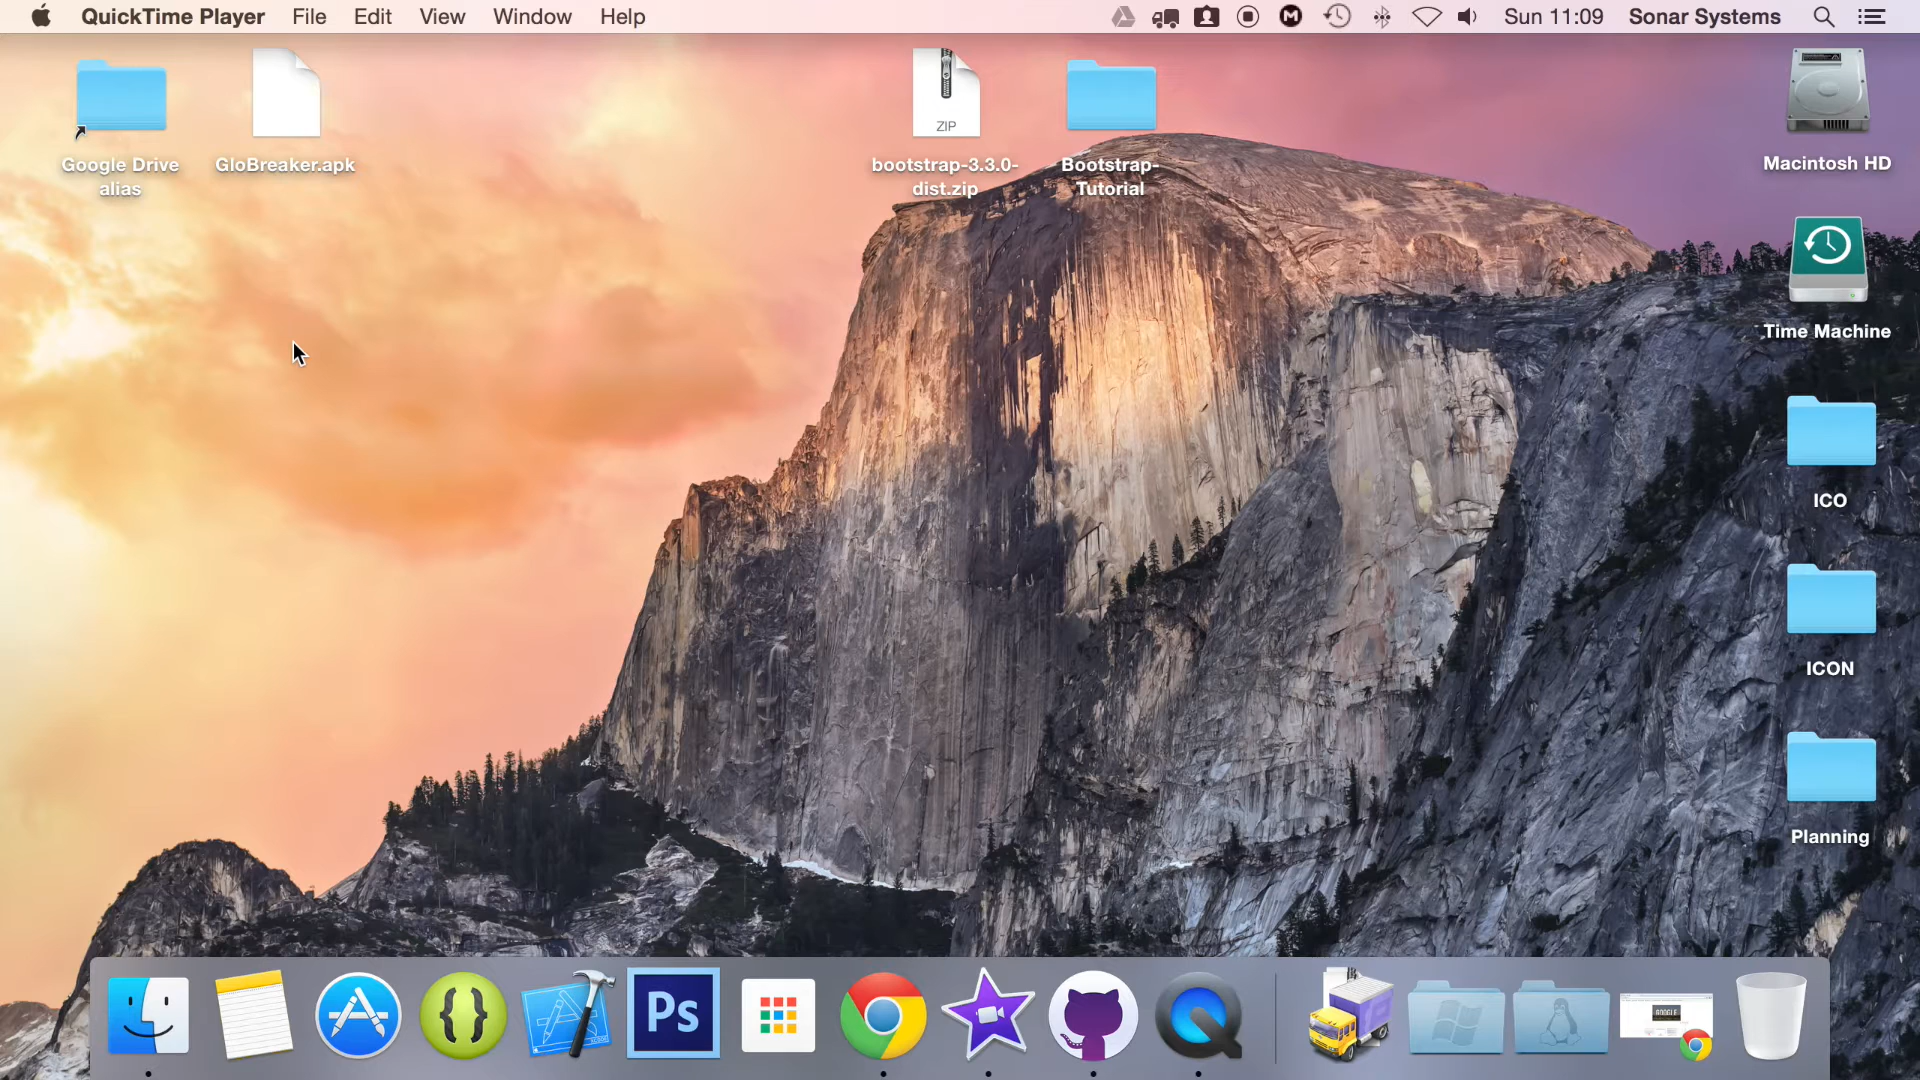 QuickTime Player File Edit View Window Help Sun 11:09 Sonar Systems
Google Drive
alias
GloBreaker.apk
ZIP
bootstrap-3.3.0-
dist.zip
Bootstrap-
Tutorial
Macintosh HD
Time Machine
ICO
ICON
Planning
Ps
GOOGLE